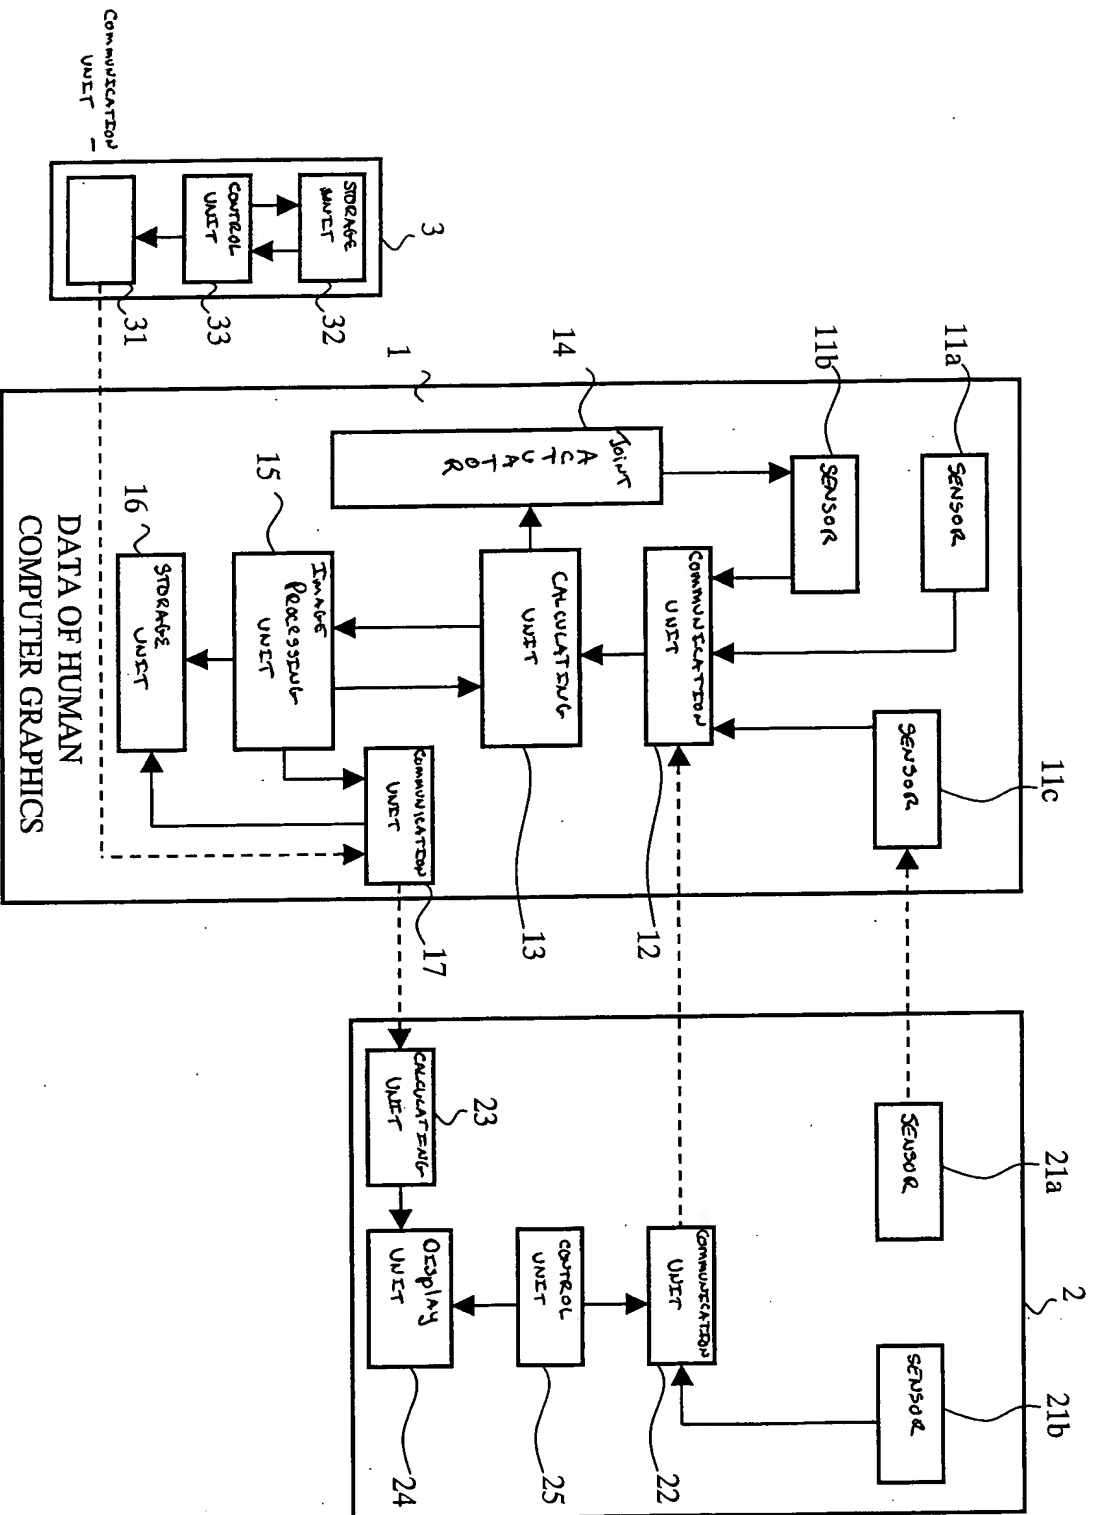 11a
SENSOR
11b
SENSOR
11c
SENSOR
21a
SENSOR
2
21b
SENSOR
14
JOINT
ACTUATOR
1
COMMUNICATION
UNIT
12
CALCULATING
UNIT
13
15
IMAGE
PROCESSING
UNIT
16
STORAGE
UNIT
COMMUNICATION
UNIT
17
DATA OF HUMAN
COMPUTER GRAPHICS
COMMUNICATION
UNIT
22
CONTROL
UNIT
25
CALCULATING
UNIT
23
DISplAy
UNIT
24
3
STORAGE
UNIT
32
CONTROL
UNIT
33
31
COMMUNICATION
UNIT